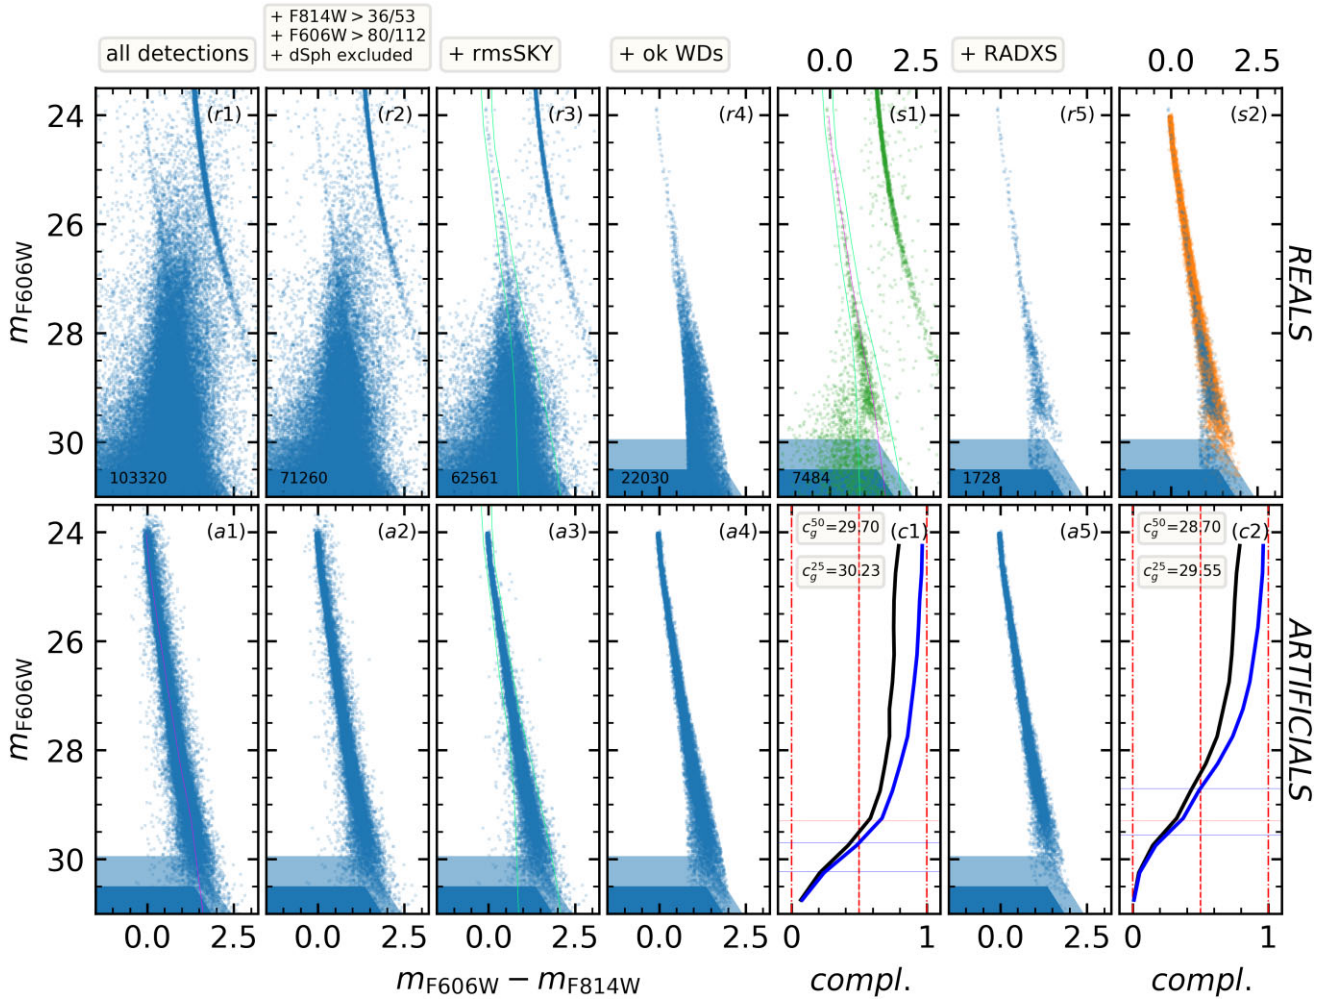 all detections
+ F814W > 36/53
+ F606W > 80/112
+ dSph excluded
+ rmsSKY
+ ok WDs
0.0 2.5
+ RADXS
0.0 2.5
(r1) (r2) (r3) (r4) (s1) (r5) (s2)
24
26
28
30
m_F606W
REALS
103320 71260 62561 22030 7484 1728
(a1) (a2) (a3) (a4) (c1) (a5) (c2)
c_g^50=29.70
c_g^25=30.23
c_g^50=28.70
c_g^25=29.55
24
26
28
30
m_F606W
ARTIFICIALS
0.0 2.5 0.0 2.5 0.0 2.5 0.0 2.5 0 1 0.0 2.5 0 1
m_F606W − m_F814W
compl.
compl.